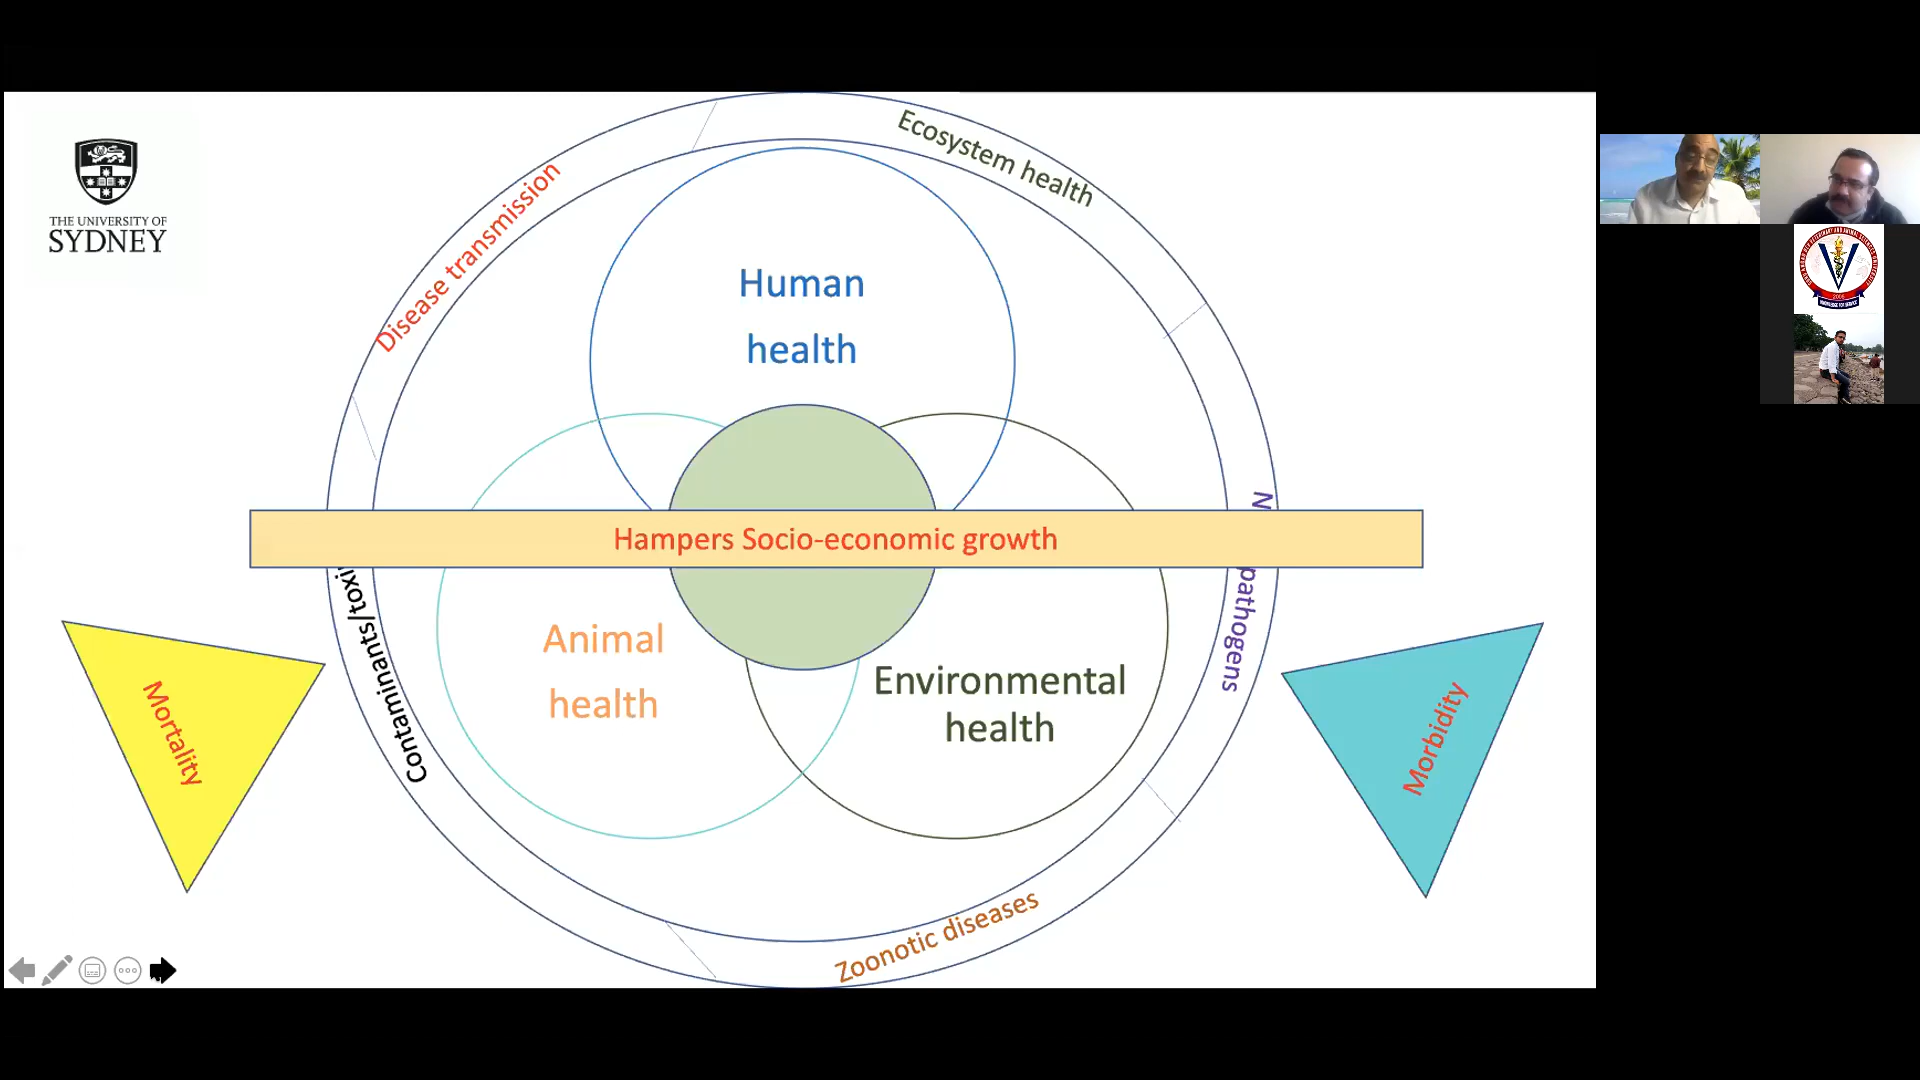 THE UNIVERSITY OF
SYDNEY
Disease transmission
Ecosystem health
Human
health
Hampers Socio-economic growth
Animal
health
Environmental
health
pathogens
Contaminants/toxi
Mortality
Morbidity
Zoonotic diseases